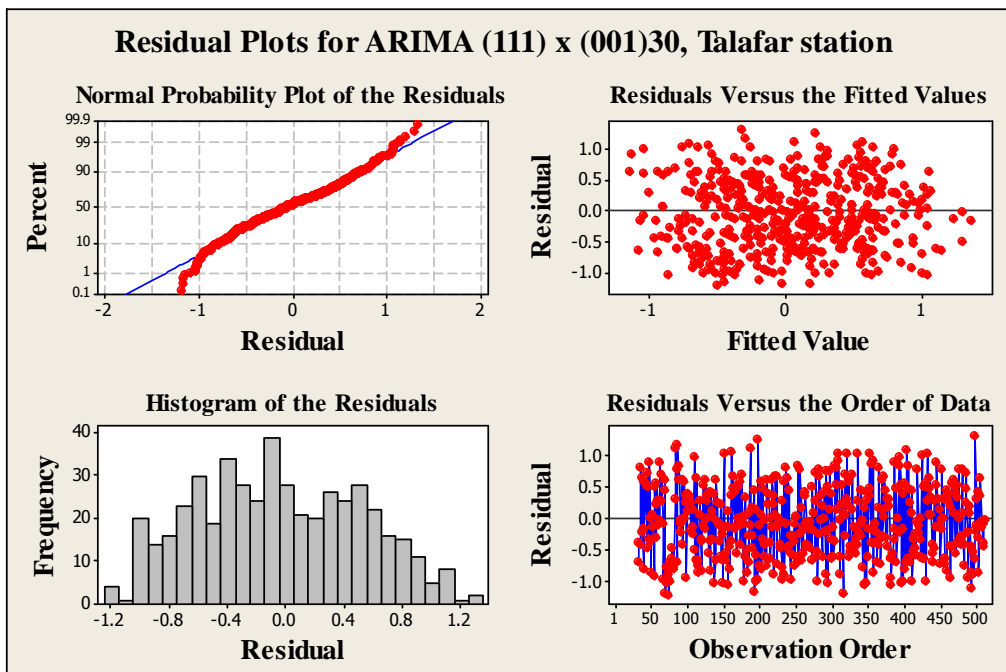 Residual Plots for ARIMA (111) x (001)30, Talafar station
Normal Probability Plot of the Residuals
Percent
99.9
99
90
50
10
1
0.1
-2 -1 0 1 2
Residual
Residuals Versus the Fitted Values
Residual
1.0
0.5
0.0
-0.5
-1.0
-1 0 1
Fitted Value
Histogram of the Residuals
Frequency
40
30
20
10
0
-1.2 -0.8 -0.4 0.0 0.4 0.8 1.2
Residual
Residuals Versus the Order of Data
Residual
1.0
0.5
0.0
-0.5
-1.0
1 50 100 150 200 250 300 350 400 450 500
Observation Order